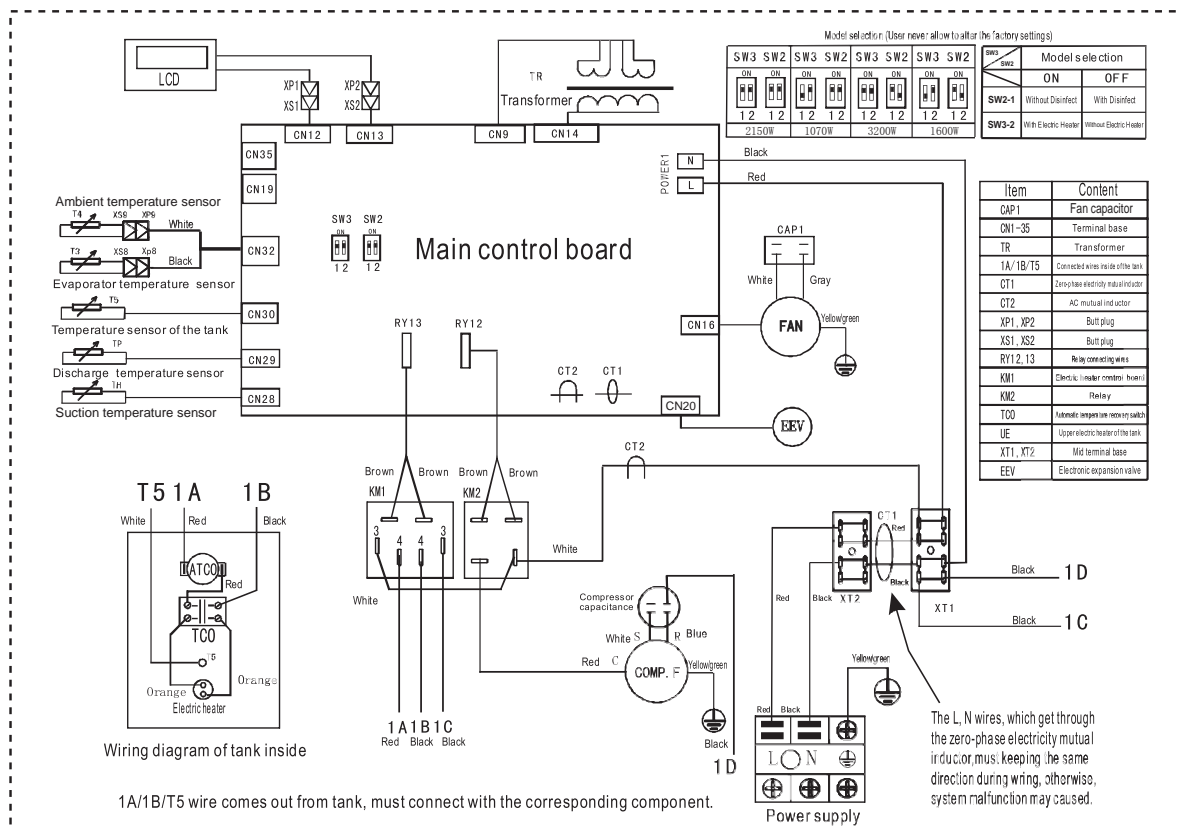 Model selection (User never allow to alter the factory settings)
SW3 SW2 SW3 SW2 SW3 SW2 SW3 SW2
ON ON ON ON ON ON ON ON
1 2 1 2 1 2 1 2 1 2 1 2 1 2 1 2
2150W 1070W 3200W 1600W
SW3
SW2
Model selection
ON OFF
SW2-1 Without Disinfect With Disinfect
SW3-2 With Electric Heater Without Electric Heater
LCD
XP1
XS1
XP2
XS2
TR
Transformer
CN12 CN13 CN9 CN14
CN35
CN19
CN32
CN30
CN29
CN28
Ambient temperature sensor
T4 XS9 XP9
White
T3 XS8 Xp8
Black
Evaporator temperature sensor
T5
Temperature sensor of the tank
TP
Discharge temperature sensor
TH
Suction temperature sensor
SW3 SW2
ON ON
1 2 1 2
Main control board
RY13 RY12
CT2 CT1
POWER1
N
L
Black
Red
CN16
CN20
CAP1
White Gray
FAN
Yellow/green
EEV
Item Content
CAP1 Fan capacitor
CN1-35 Terminal base
TR Transformer
1A/1B/T5 Connected wires inside of the tank
CT1 Zero-phase electricity mutual inductor
CT2 AC mutual inductor
XP1, XP2 Butt plug
XS1, XS2 Butt plug
RY12, 13 Relay connecting wires
KM1 Electric heater control board
KM2 Relay
TCO Automatic temperature recovery switch
UE Upper electric heater of the tank
XT1, XT2 Mid terminal base
EEV Electronic expansion valve
CT2
Brown Brown Brown Brown
KM1 KM2
3 4 4 3
White
White
1A 1B 1C
Red Black Black
T5 1A 1B
White Red Black
ATCO
Red
TCO
T5
Orange Orange
Electric heater
Wiring diagram of tank inside
Compressor
capacitance
White S R Blue
Red C COMP. F Yellow/green
Black
1D
CT1
Red
Black
XT2 XT1
Red Black
Black 1D
Black 1C
Yellow/green
Red Black
L N
Power supply
The L, N wires, which get through
the zero-phase electricity mutual
inductor,must keeping the same
direction during wring, otherwise,
system malfunction may caused.
1A/1B/T5 wire comes out from tank, must connect with the corresponding component.